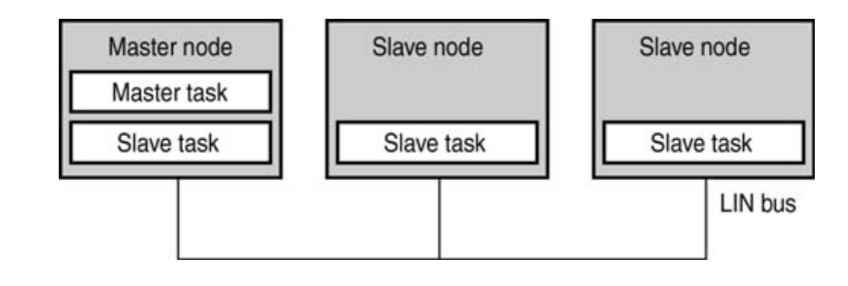 Master node
Master task
Slave task
Slave node
Slave task
Slave node
Slave task
LIN bus